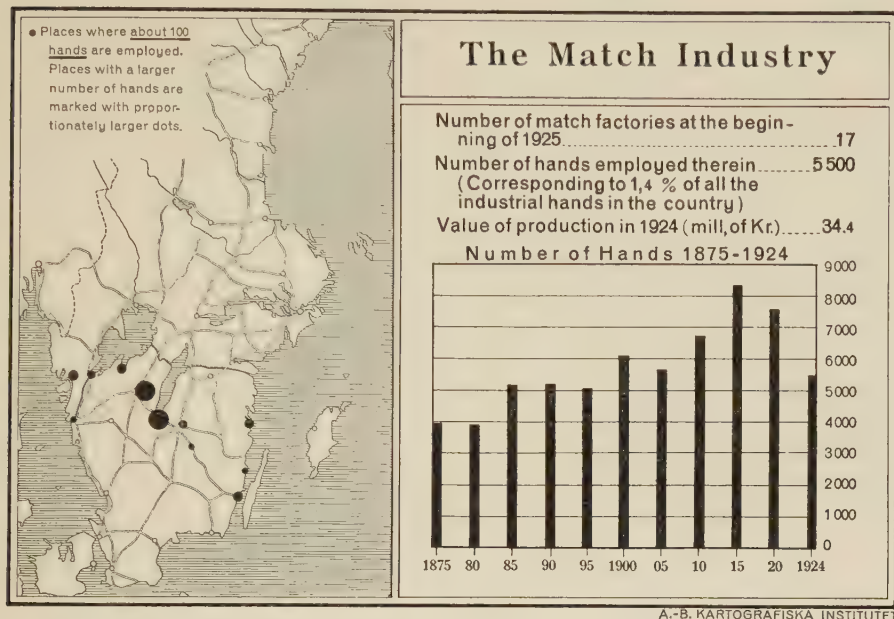 Places where about 100
hands are employed.
Places with a larger
number of hands are
marked with propor-
tionately larger dots.
The Match Industry
Number of match factories at the begin-
ning of 1925 17
Number of hands employed therein 5500
(Corresponding to 1,4 % of all the
industrial hands in the country)
Value of production in 1924 (mill, of Kr.) 34.4
Number of Hands 1875-1924
9000
8000
7000
6000
5000
4000
3000
2000
1000
0
1875 80 85 90 95 1900 05 10 15 20 1924
A.-B. KARTOGRAFISKA INSTITUTET